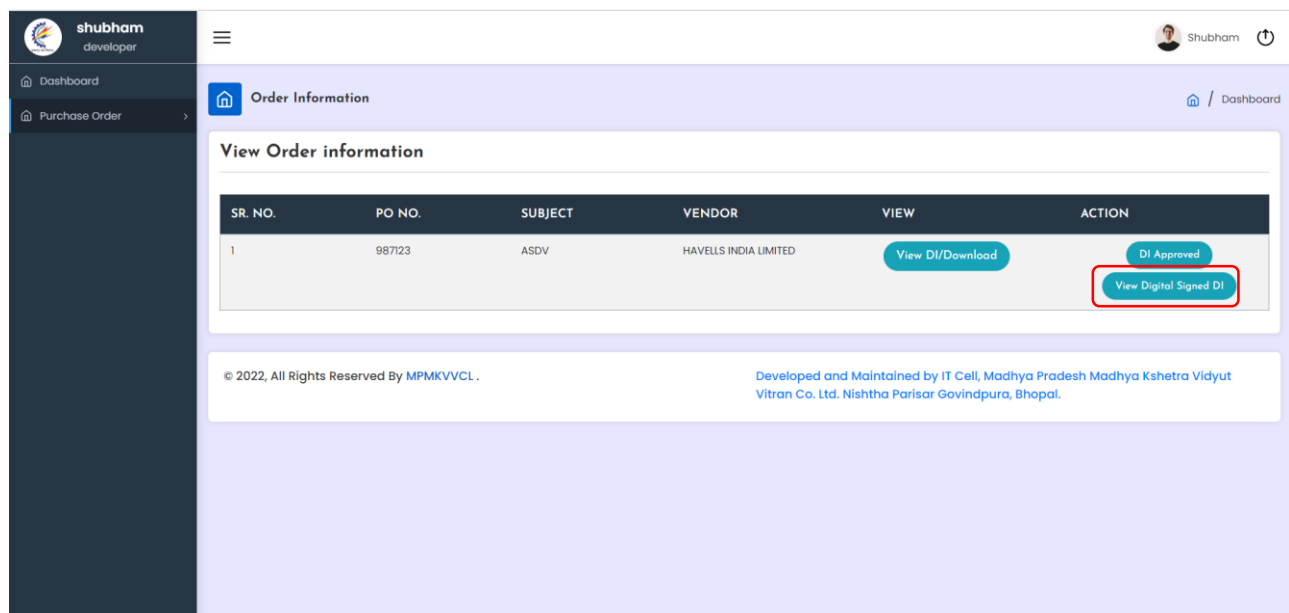 shubham
developer
Shubham
Dashboard
Purchase Order
Order Information
/ Dashboard
View Order information
SR. NO. PO NO. SUBJECT VENDOR VIEW ACTION
1 987123 ASDV HAVELLS INDIA LIMITED View DI/Download DI Approved
View Digital Signed DI
© 2022, All Rights Reserved By MPMKVVCL .
Developed and Maintained by IT Cell, Madhya Pradesh Madhya Kshetra Vidyut
Vitran Co. Ltd. Nishtha Parisar Govindpura, Bhopal.